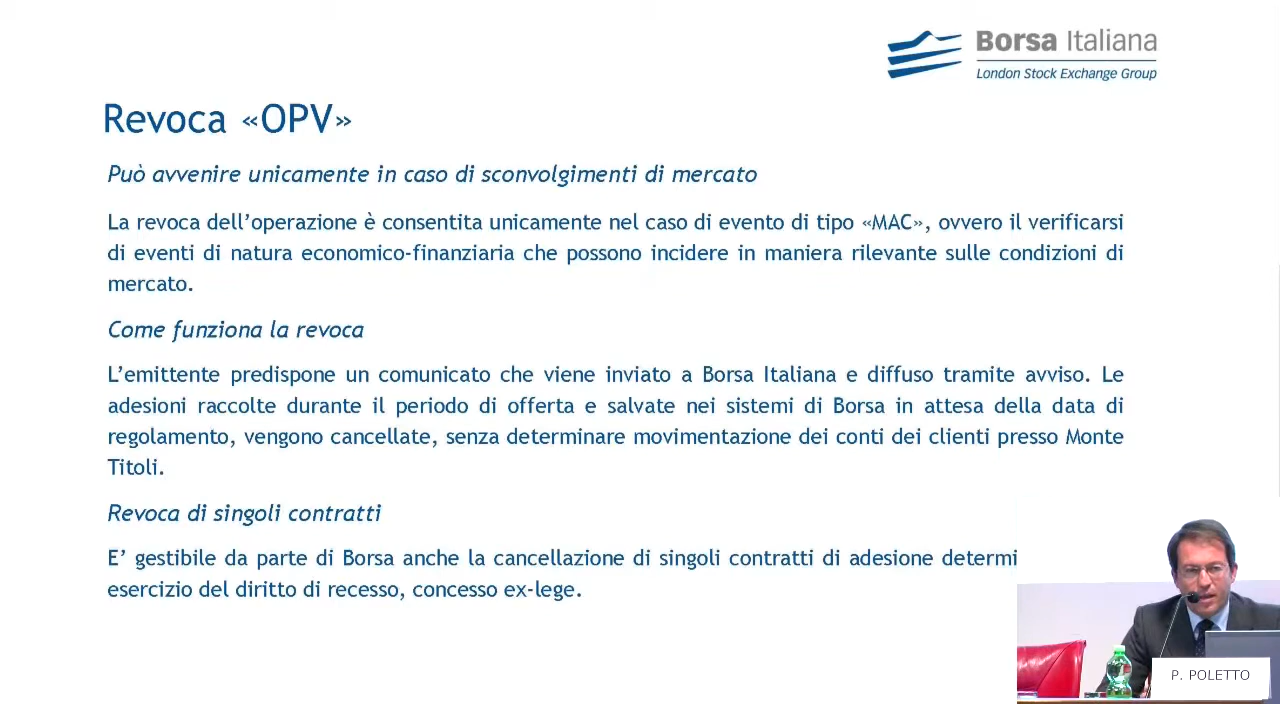 Borsa Italiana
London Stock Exchange Group
Revoca «OPV»
Può avvenire unicamente in caso di sconvolgimenti di mercato
La revoca dell’operazione è consentita unicamente nel caso di evento di tipo «MAC», ovvero il verificarsi
di eventi di natura economico-finanziaria che possono incidere in maniera rilevante sulle condizioni di
mercato.
Come funziona la revoca
L’emittente predispone un comunicato che viene inviato a Borsa Italiana e diffuso tramite avviso. Le
adesioni raccolte durante il periodo di offerta e salvate nei sistemi di Borsa in attesa della data di
regolamento, vengono cancellate, senza determinare movimentazione dei conti dei clienti presso Monte
Titoli.
Revoca di singoli contratti
E’ gestibile da parte di Borsa anche la cancellazione di singoli contratti di adesione determi
esercizio del diritto di recesso, concesso ex-lege.
P. POLETTO